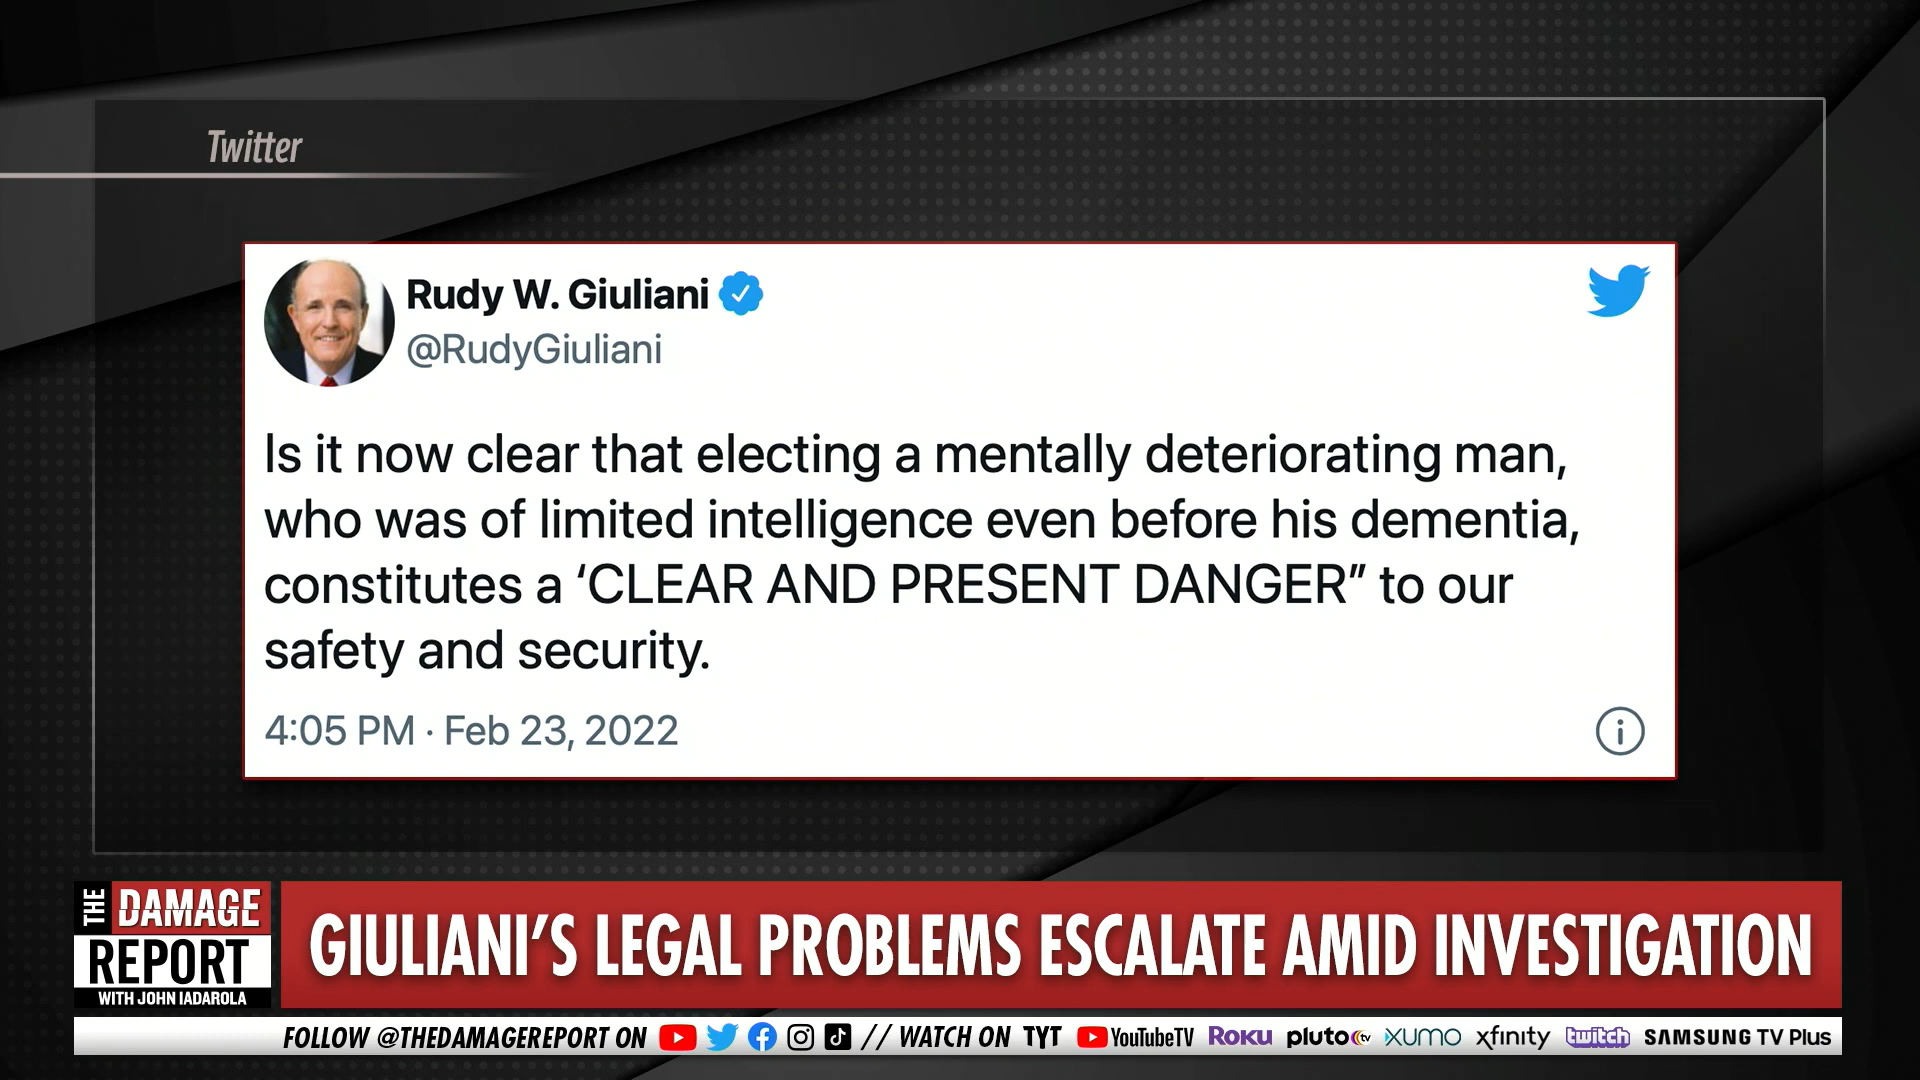 Twitter
Rudy W. Giuliani
@RudyGiuliani
Is it now clear that electing a mentally deteriorating man,
who was of limited intelligence even before his dementia,
constitutes a ‘CLEAR AND PRESENT DANGER” to our
safety and security.
4:05 PM · Feb 23, 2022
THE DAMAGE
REPORT
WITH JOHN IADAROLA
GIULIANI’S LEGAL PROBLEMS ESCALATE AMID INVESTIGATION
FOLLOW @THEDAMAGEREPORT ON // WATCH ON TYT YouTubeTV ROKU pluto tv XUMO xfinity twitch SAMSUNG TV Plus